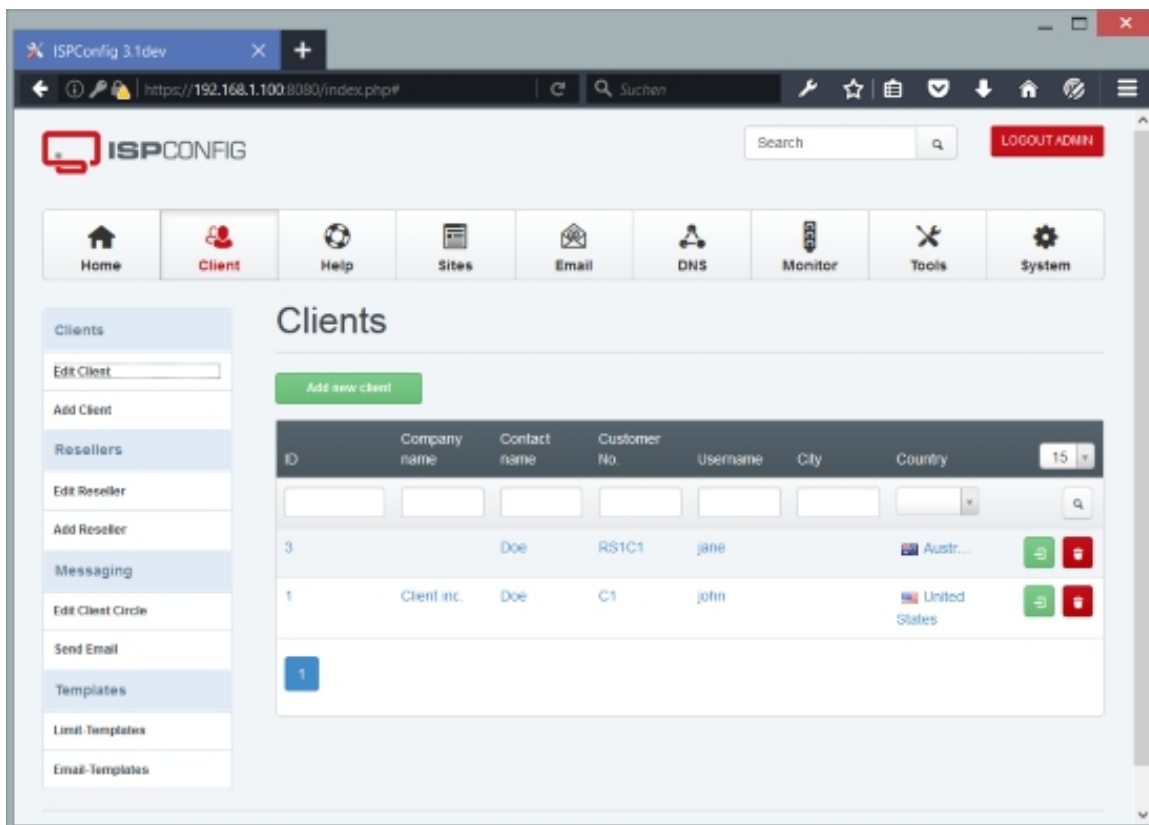 ISPConfig 3.1dev
https://192.168.1.100:8080/index.php#
Suchen
ISPCONFIG
Search
LOGOUT ADMIN
Home
Client
Help
Sites
Email
DNS
Monitor
Tools
System
Clients
Edit Client
Add Client
Resellers
Edit Reseller
Add Reseller
Messaging
Edit Client Circle
Send Email
Templates
Limit-Templates
Email-Templates
Clients
Add new client
ID Company name Contact name Customer No. Username City Country 15
3 Doe RS1C1 jane Austr...
1 Client inc. Doe C1 john United
States
1